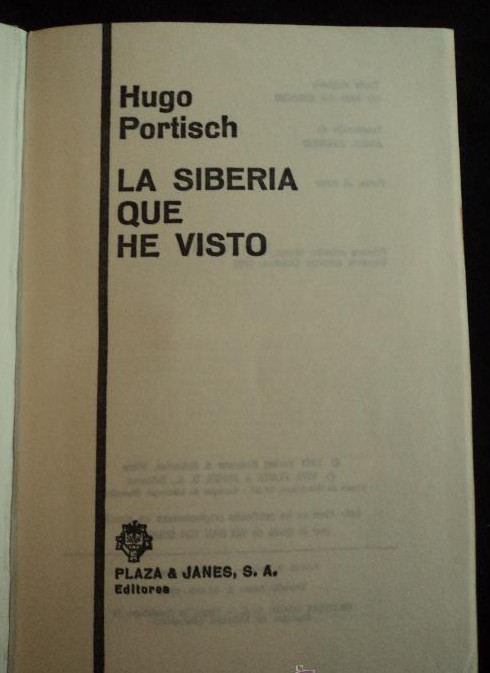 Hugo
Portisch
LA SIBERIA
QUE
HE VISTO
PLAZA & JANES, S. A.
Editores